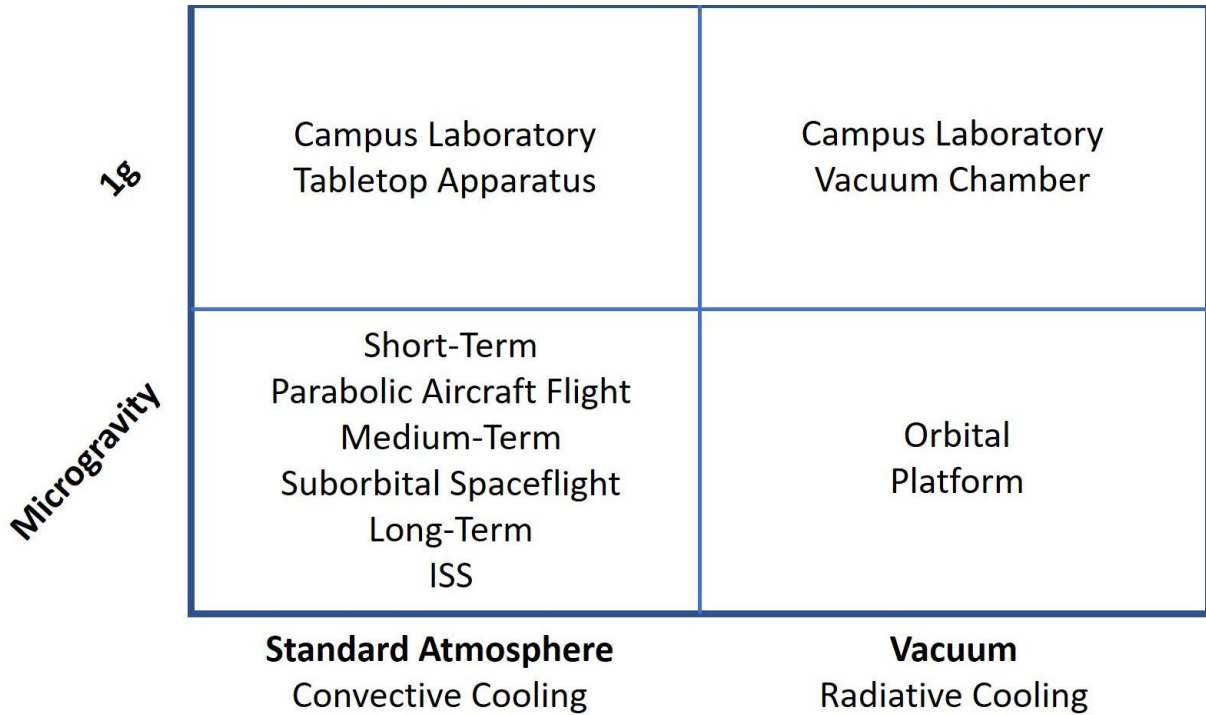 1g
Campus Laboratory
Tabletop Apparatus
Campus Laboratory
Vacuum Chamber
Microgravity
Short-Term
Parabolic Aircraft Flight
Medium-Term
Suborbital Spaceflight
Long-Term
ISS
Orbital
Platform
Standard Atmosphere
Convective Cooling
Vacuum
Radiative Cooling